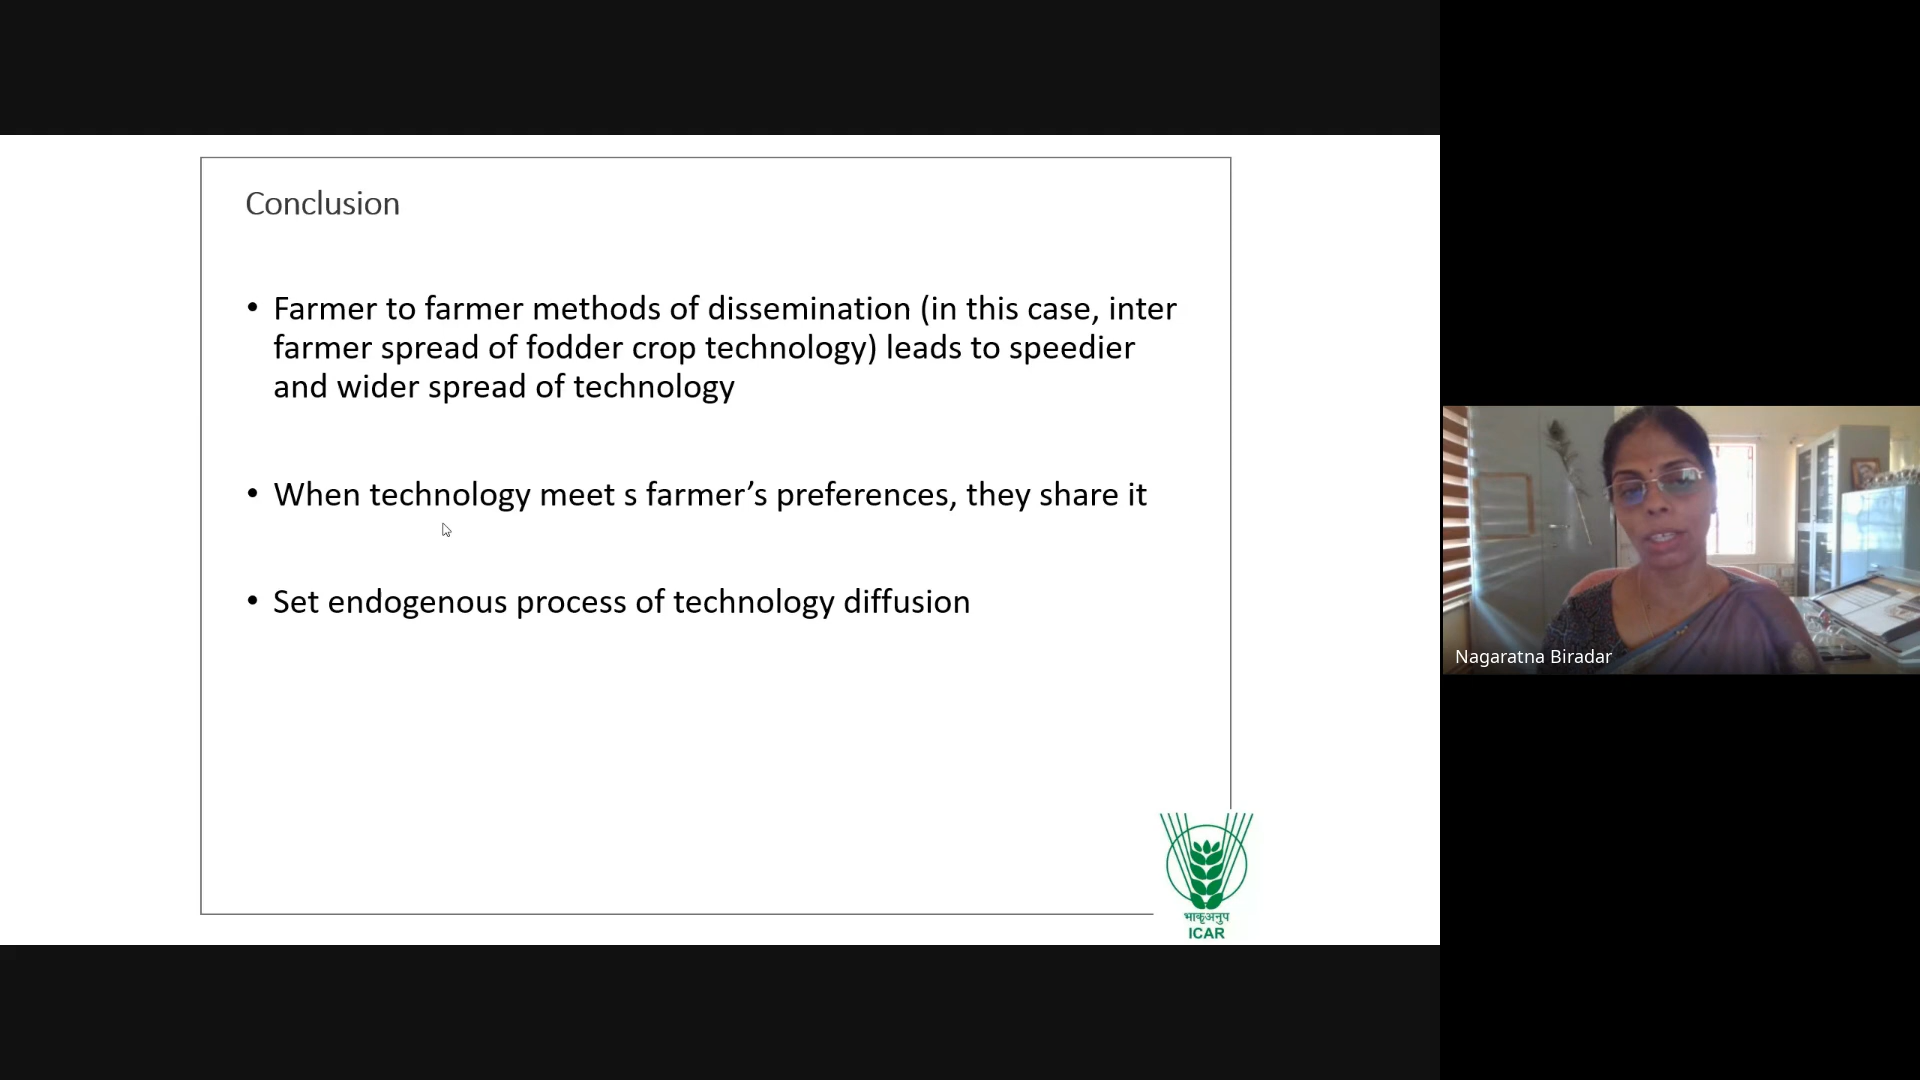 Conclusion
• Farmer to farmer methods of dissemination (in this case, inter
farmer spread of fodder crop technology) leads to speedier
and wider spread of technology
• When technology meet s farmer’s preferences, they share it
• Set endogenous process of technology diffusion
भाकृअनुप
ICAR
Nagaratna Biradar